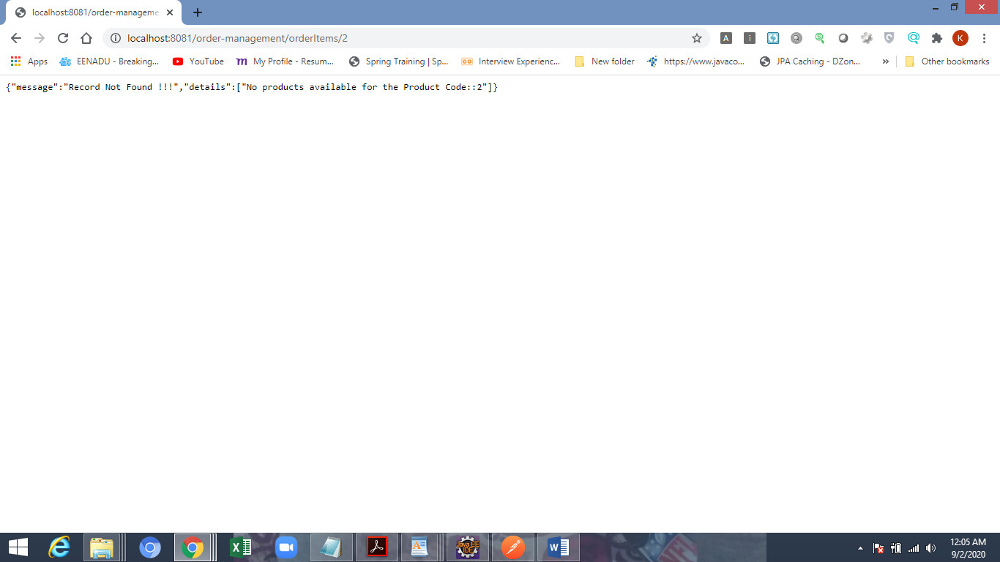 localhost:8081/order-manageme
localhost:8081/order-management/orderItems/2
K
Apps
EENADU - Breaking...
YouTube
My Profile - Resum...
Spring Training | Sp...
Interview Experienc...
New folder
https://www.javaco...
JPA Caching - DZon...
»
Other bookmarks
{"message":"Record Not Found !!!","details":["No products available for the Product Code::2"]}
Java EE
IDE
12:05 AM
9/2/2020